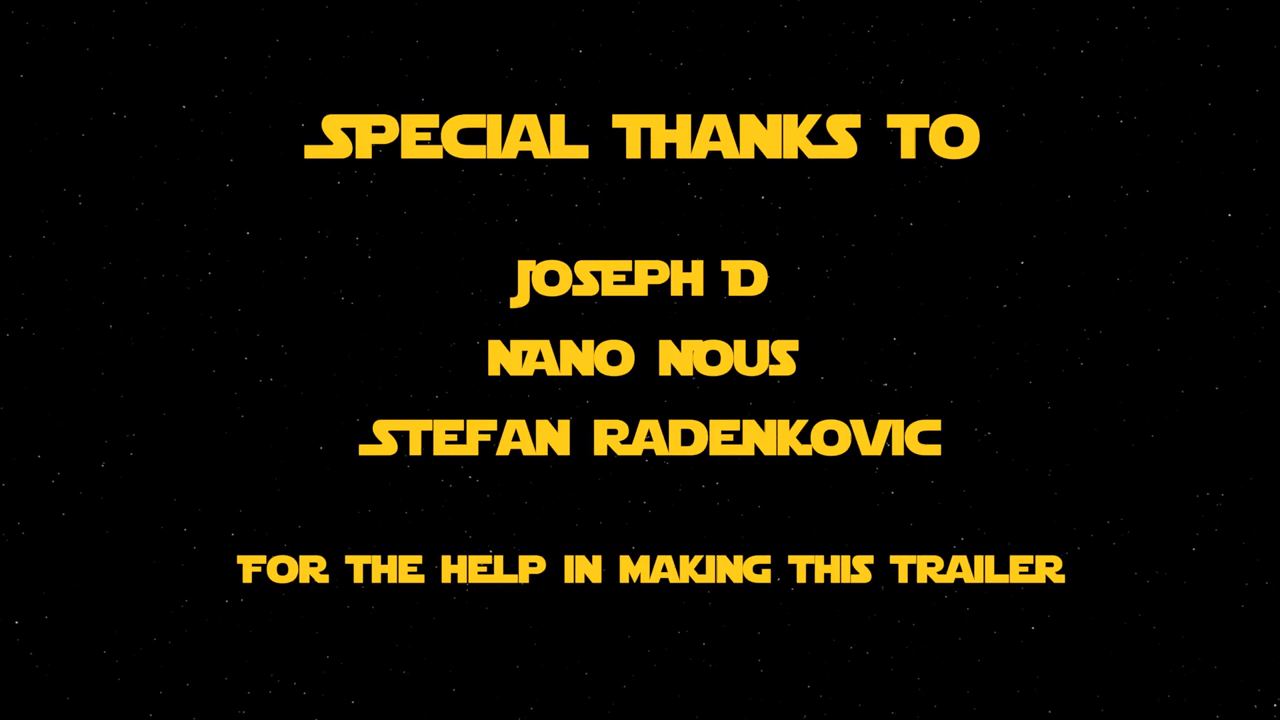 SPECIAL THANKS TO
JOSEPH D
NANO NOUS
STEFAN RADENKOVIC
FOR THE HELP IN MAKING THIS TRAILER